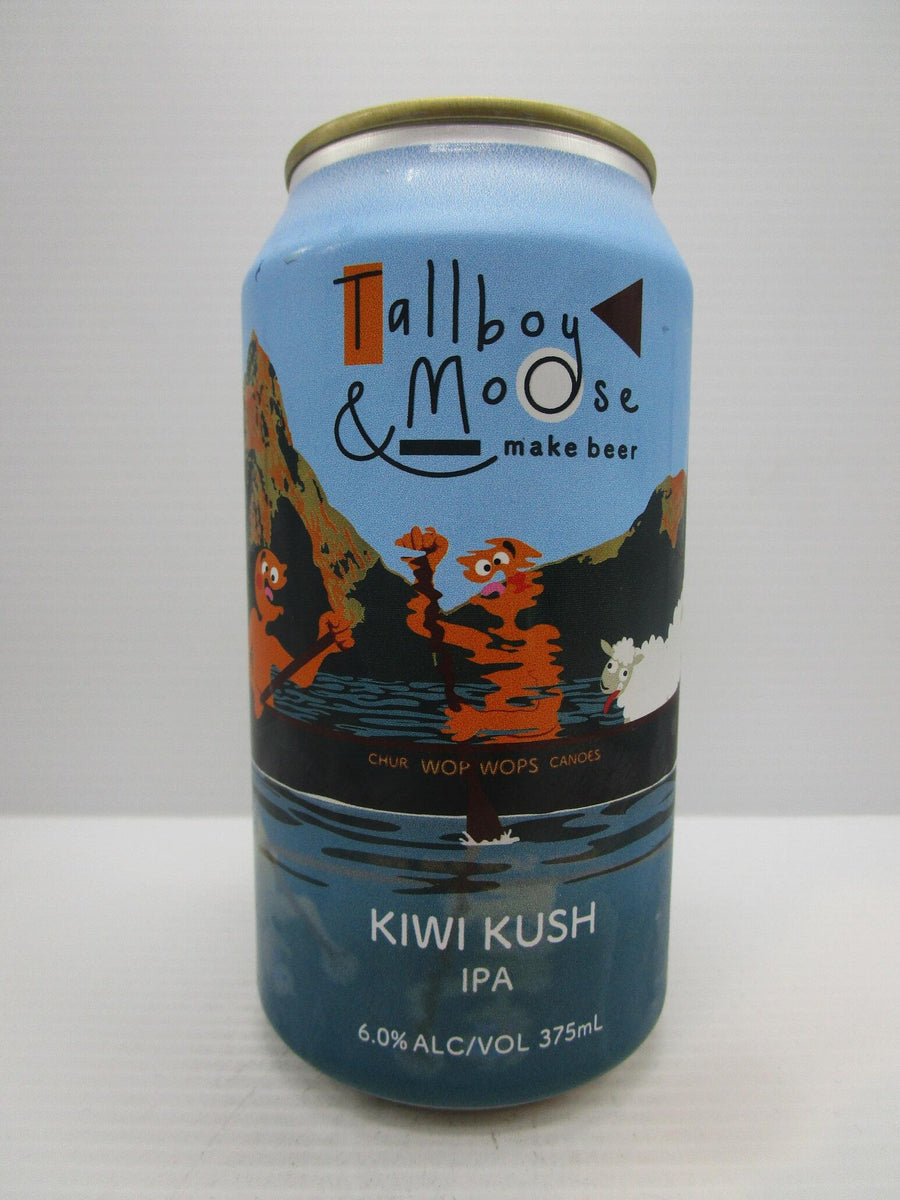 Tallboy
& Moose
make beer
CHUR WOP WOPS CANOES
KIWI KUSH
IPA
6.0% ALC/VOL 375mL